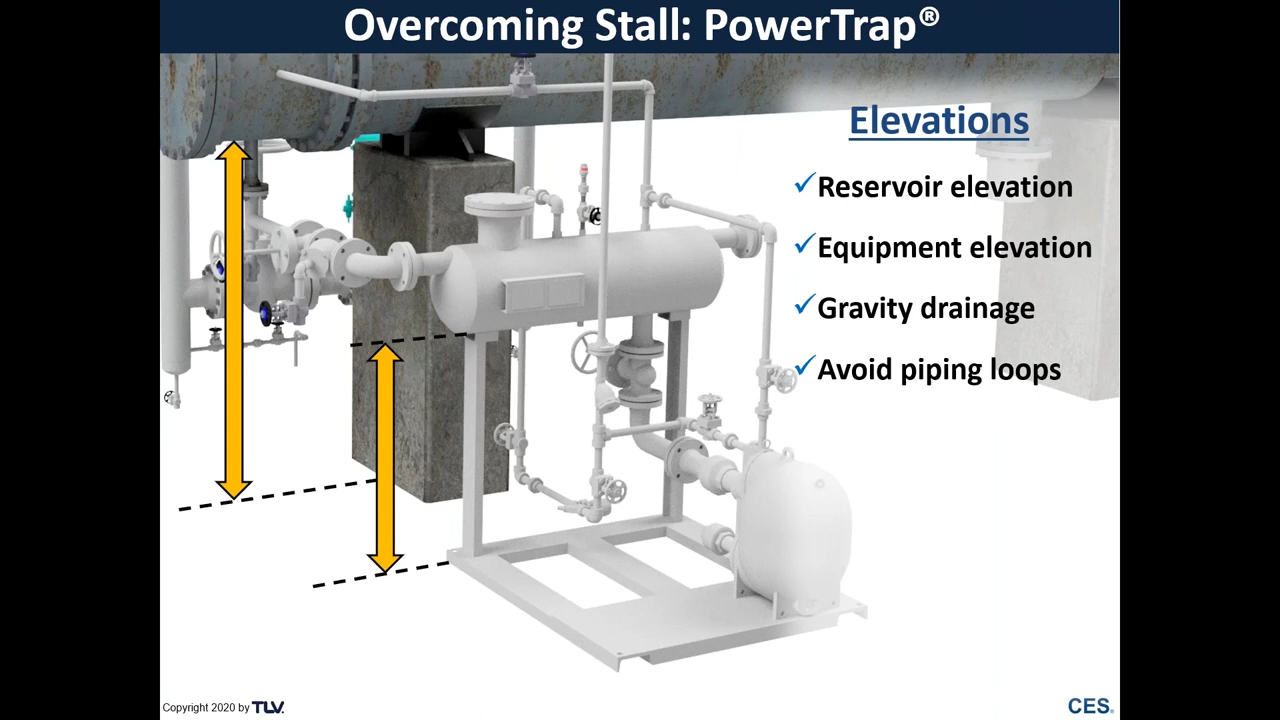 Overcoming Stall: PowerTrap®
Elevations
Reservoir elevation
Equipment elevation
Gravity drainage
Avoid piping loops
Copyright 2020 by TLV.
CES®